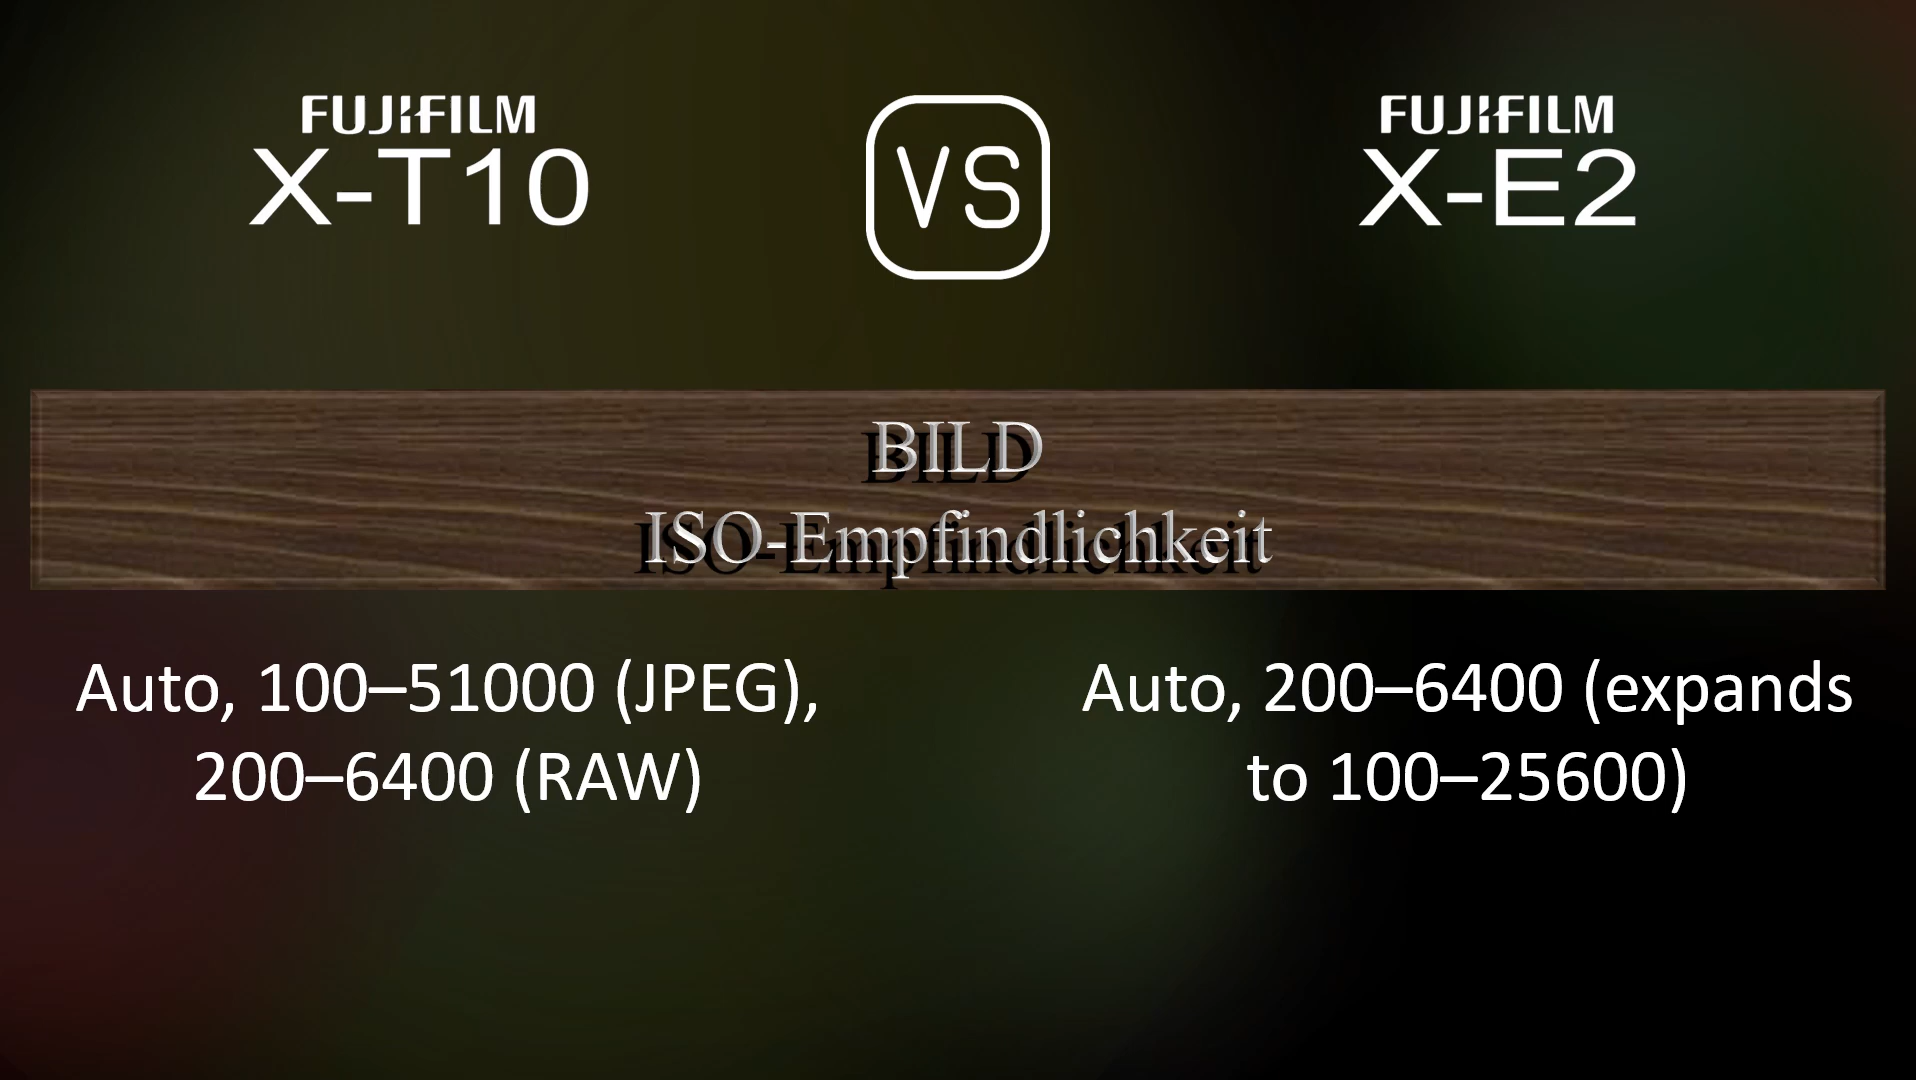 FUJIFILM
X-T10
VS
FUJIFILM
X-E2
BILD
ISO-Empfindlichkeit
Auto, 100–51000 (JPEG),
200–6400 (RAW)
Auto, 200–6400 (expands
to 100–25600)